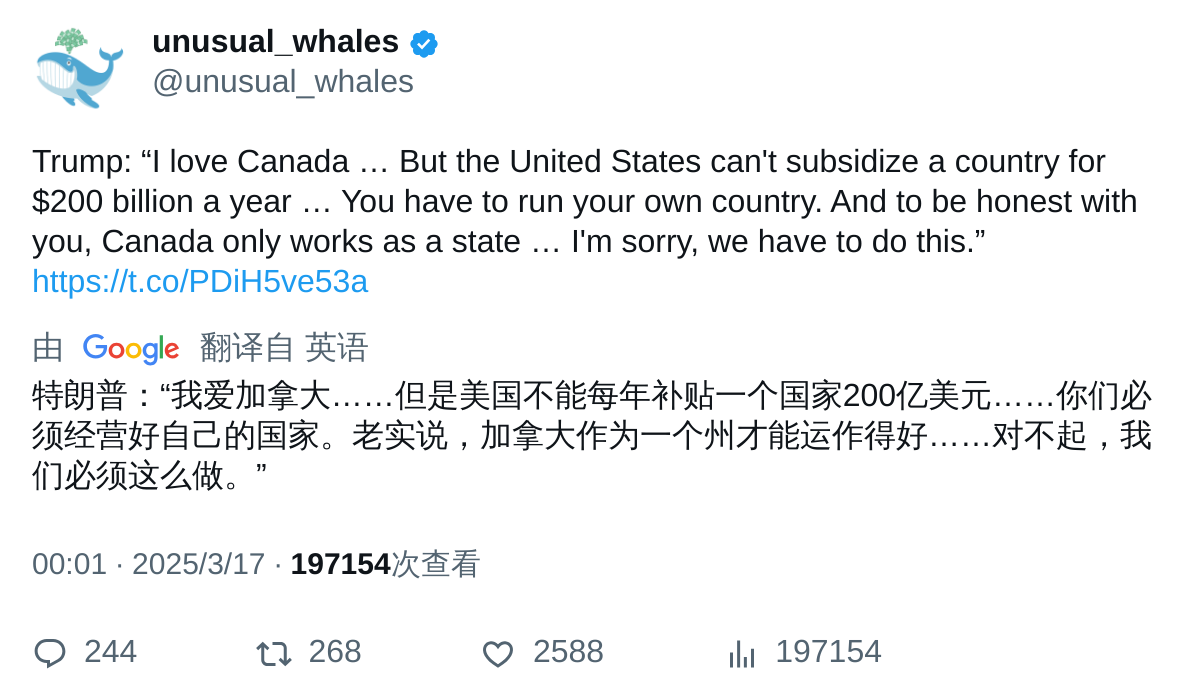 unusual_whales
@unusual_whales
Trump: “I love Canada … But the United States can't subsidize a country for
$200 billion a year … You have to run your own country. And to be honest with
you, Canada only works as a state … I'm sorry, we have to do this.”
https://t.co/PDiH5ve53a
由 Google 翻译自 英语
特朗普：“我爱加拿大……但是美国不能每年补贴一个国家200亿美元……你们必
须经营好自己的国家。老实说，加拿大作为一个州才能运作得好……对不起，我
们必须这么做。”
00:01 · 2025/3/17 · 197154次查看
244 268 2588 197154